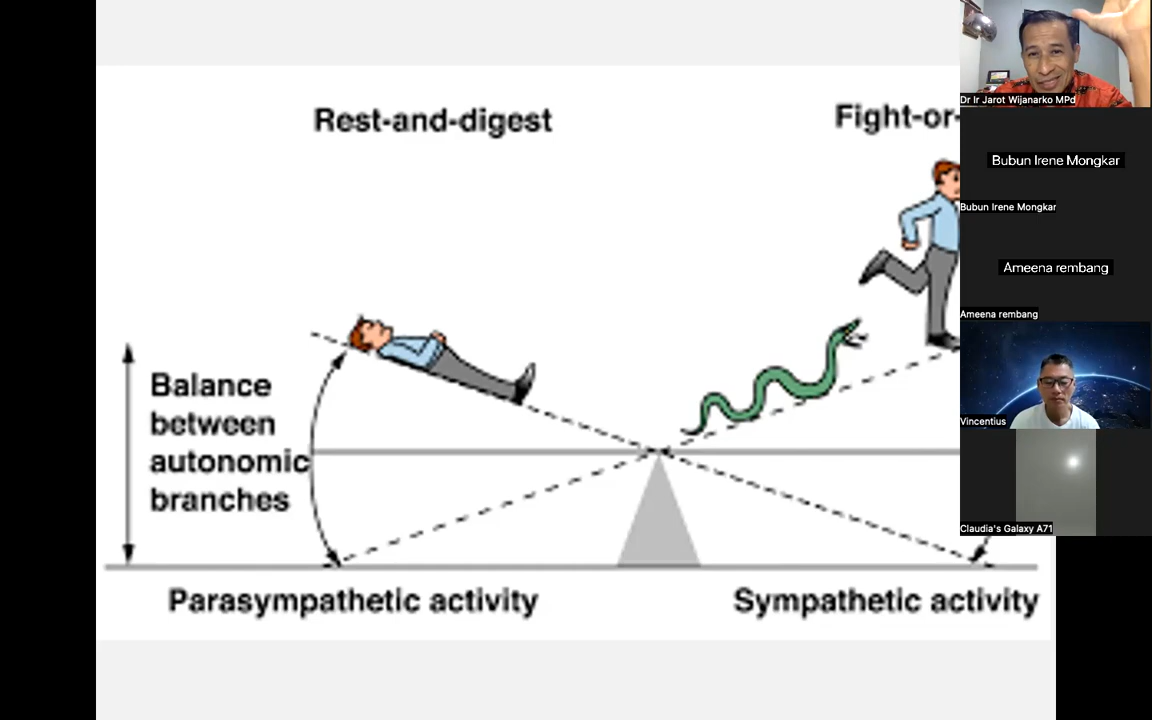 Rest-and-digest
Fight-or-
Balance
between
autonomic
branches
Parasympathetic activity
Sympathetic activity
Dr Ir Jarot Wijanarko MPd
Bubun Irene Mongkar
Bubun Irene Mongkar
Ameena rembang
Ameena rembang
Vincentius
Claudia's Galaxy A71